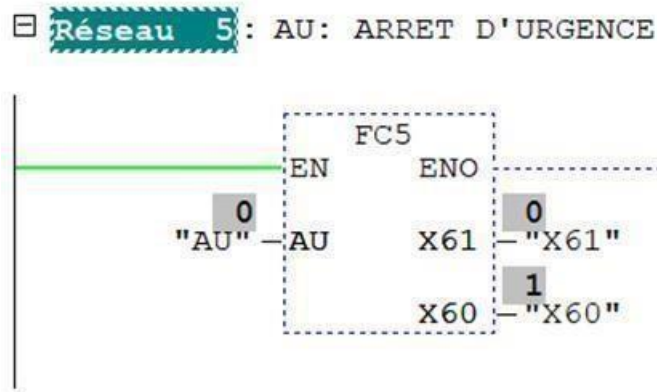 Réseau 5: AU: ARRET D'URGENCE
FC5
EN ENO
0 0
"AU" AU X61 "X61"
1
X60 "X60"